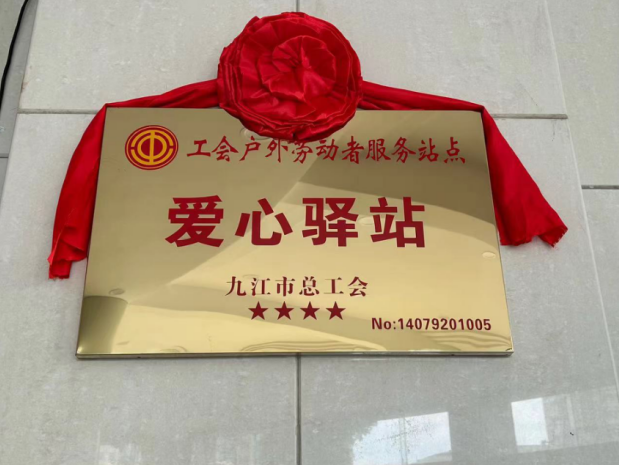 工会户外劳动者服务站点
爱心驿站
九江市总工会
★★★★
No:14079201005